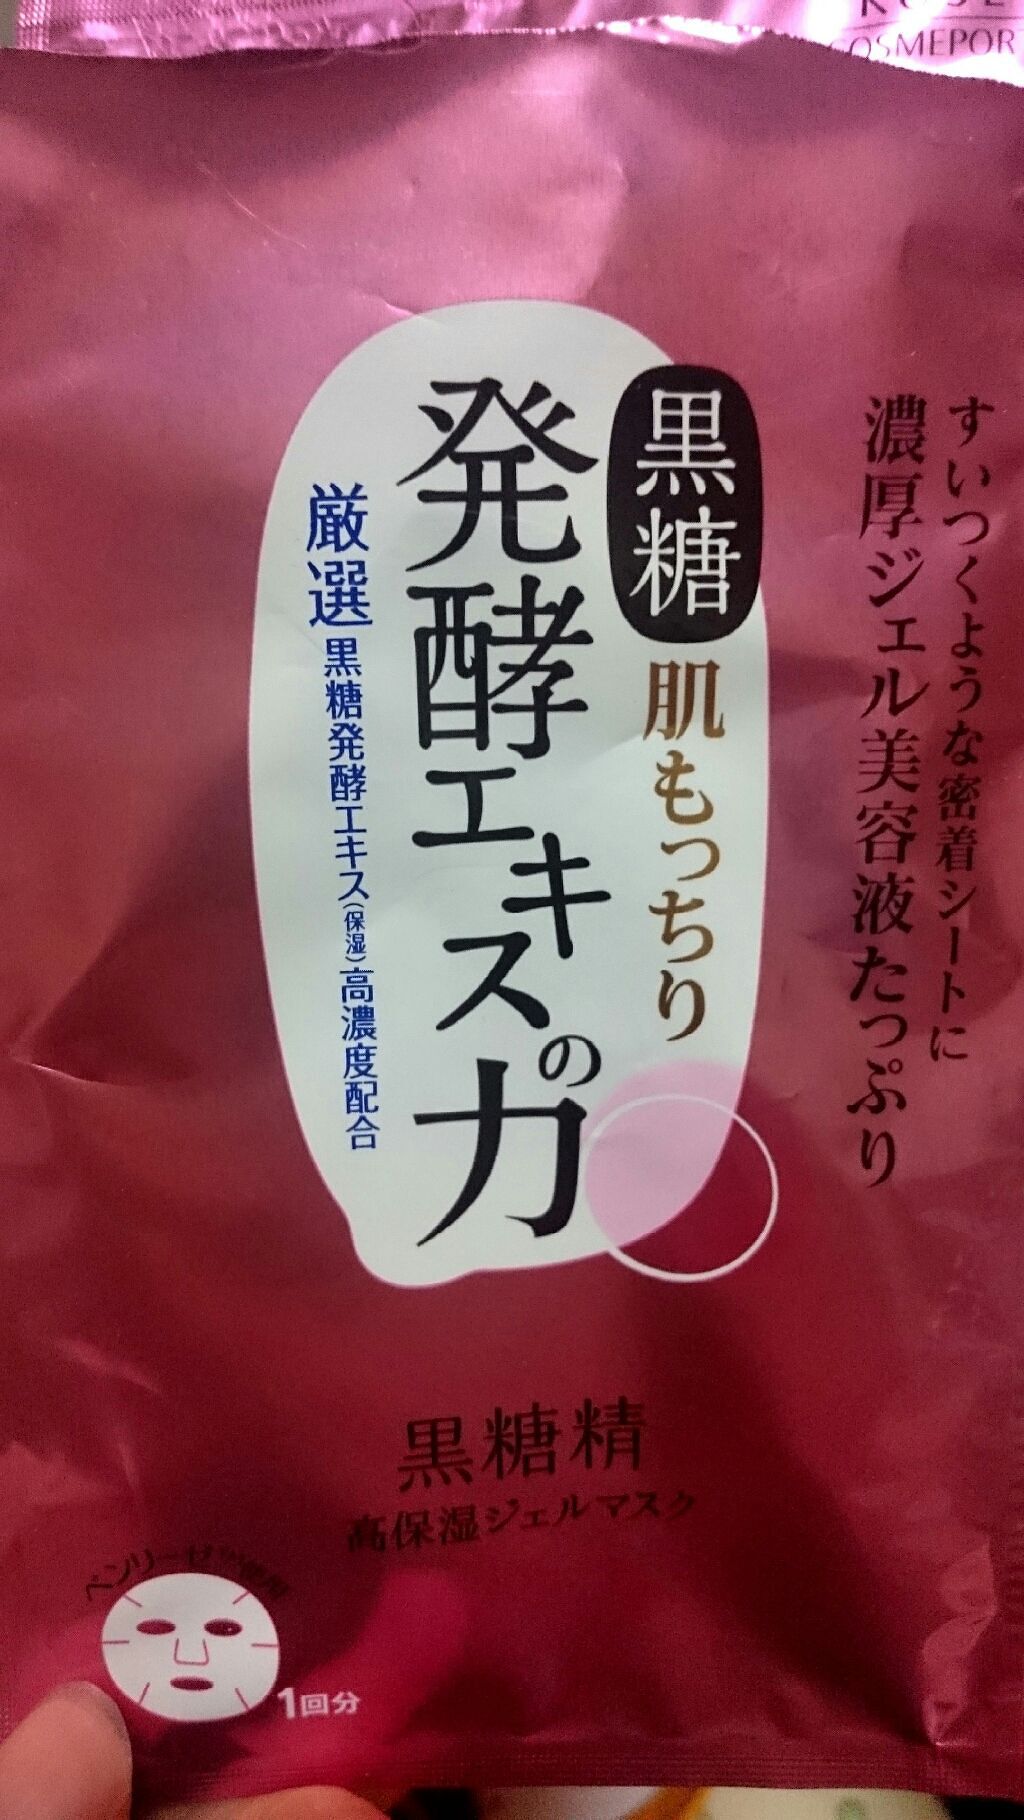 KOSÉ
COSMEPORT
すいつくような密着シートに
濃厚ジェル美容液たっぷり
黒糖
肌もっちり
発酵エキスの力
厳選黒糖発酵エキス(保湿)高濃度配合
黒糖精
高保湿ジェルマスク
1回分